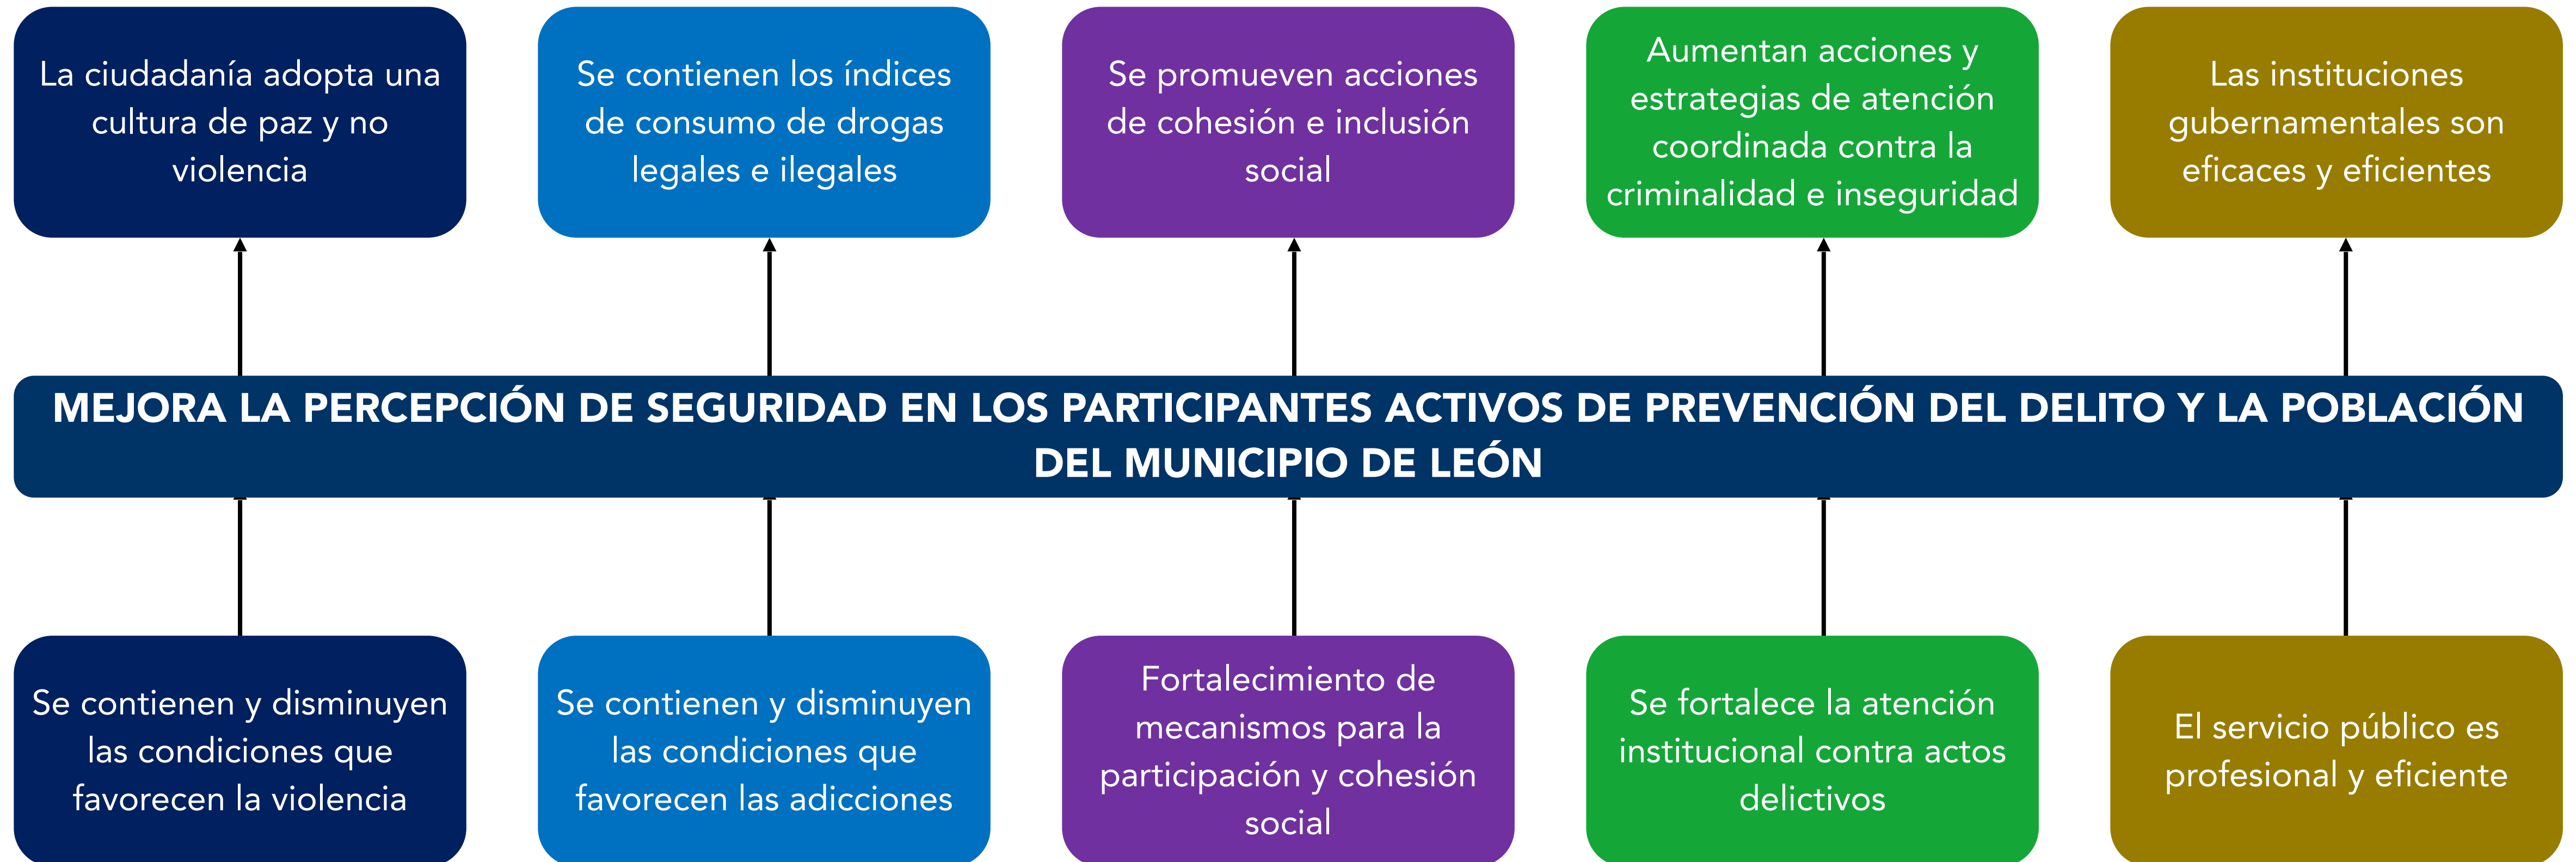 La ciudadanía adopta una
cultura de paz y no
violencia
Se contienen los índices
de consumo de drogas
legales e ilegales
Se promueven acciones
de cohesión e inclusión
social
Aumentan acciones y
estrategias de atención
coordinada contra la
criminalidad e inseguridad
Las instituciones
gubernamentales son
eficaces y eficientes
MEJORA LA PERCEPCIÓN DE SEGURIDAD EN LOS PARTICIPANTES ACTIVOS DE PREVENCIÓN DEL DELITO Y LA POBLACIÓN
DEL MUNICIPIO DE LEÓN
Se contienen y disminuyen
las condiciones que
favorecen la violencia
Se contienen y disminuyen
las condiciones que
favorecen las adicciones
Fortalecimiento de
mecanismos para la
participación y cohesión
social
Se fortalece la atención
institucional contra actos
delictivos
El servicio público es
profesional y eficiente